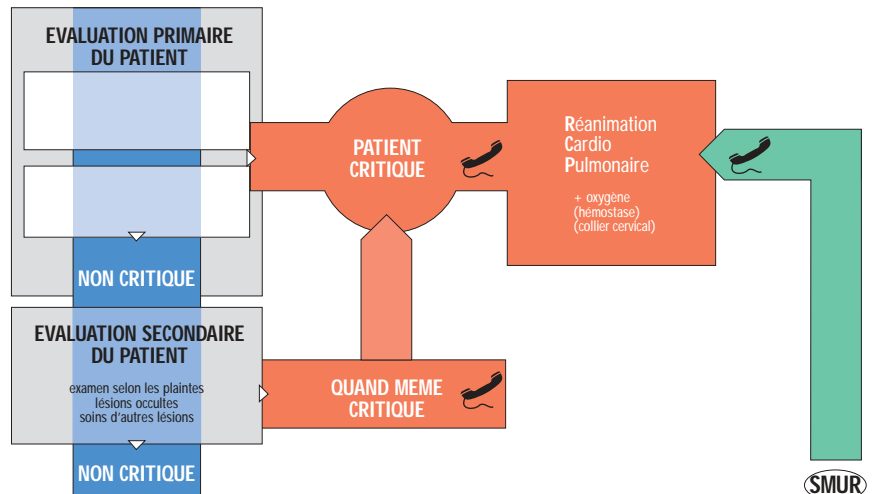 EVALUATION PRIMAIRE
DU PATIENT
NON CRITIQUE
PATIENT
CRITIQUE
Réanimation
Cardio
Pulmonaire
+ oxygène
(hémostase)
(collier cervical)
EVALUATION SECONDAIRE
DU PATIENT
examen selon les plaintes
lésions occultes
soins d'autres lésions
NON CRITIQUE
QUAND MEME
CRITIQUE
SMUR